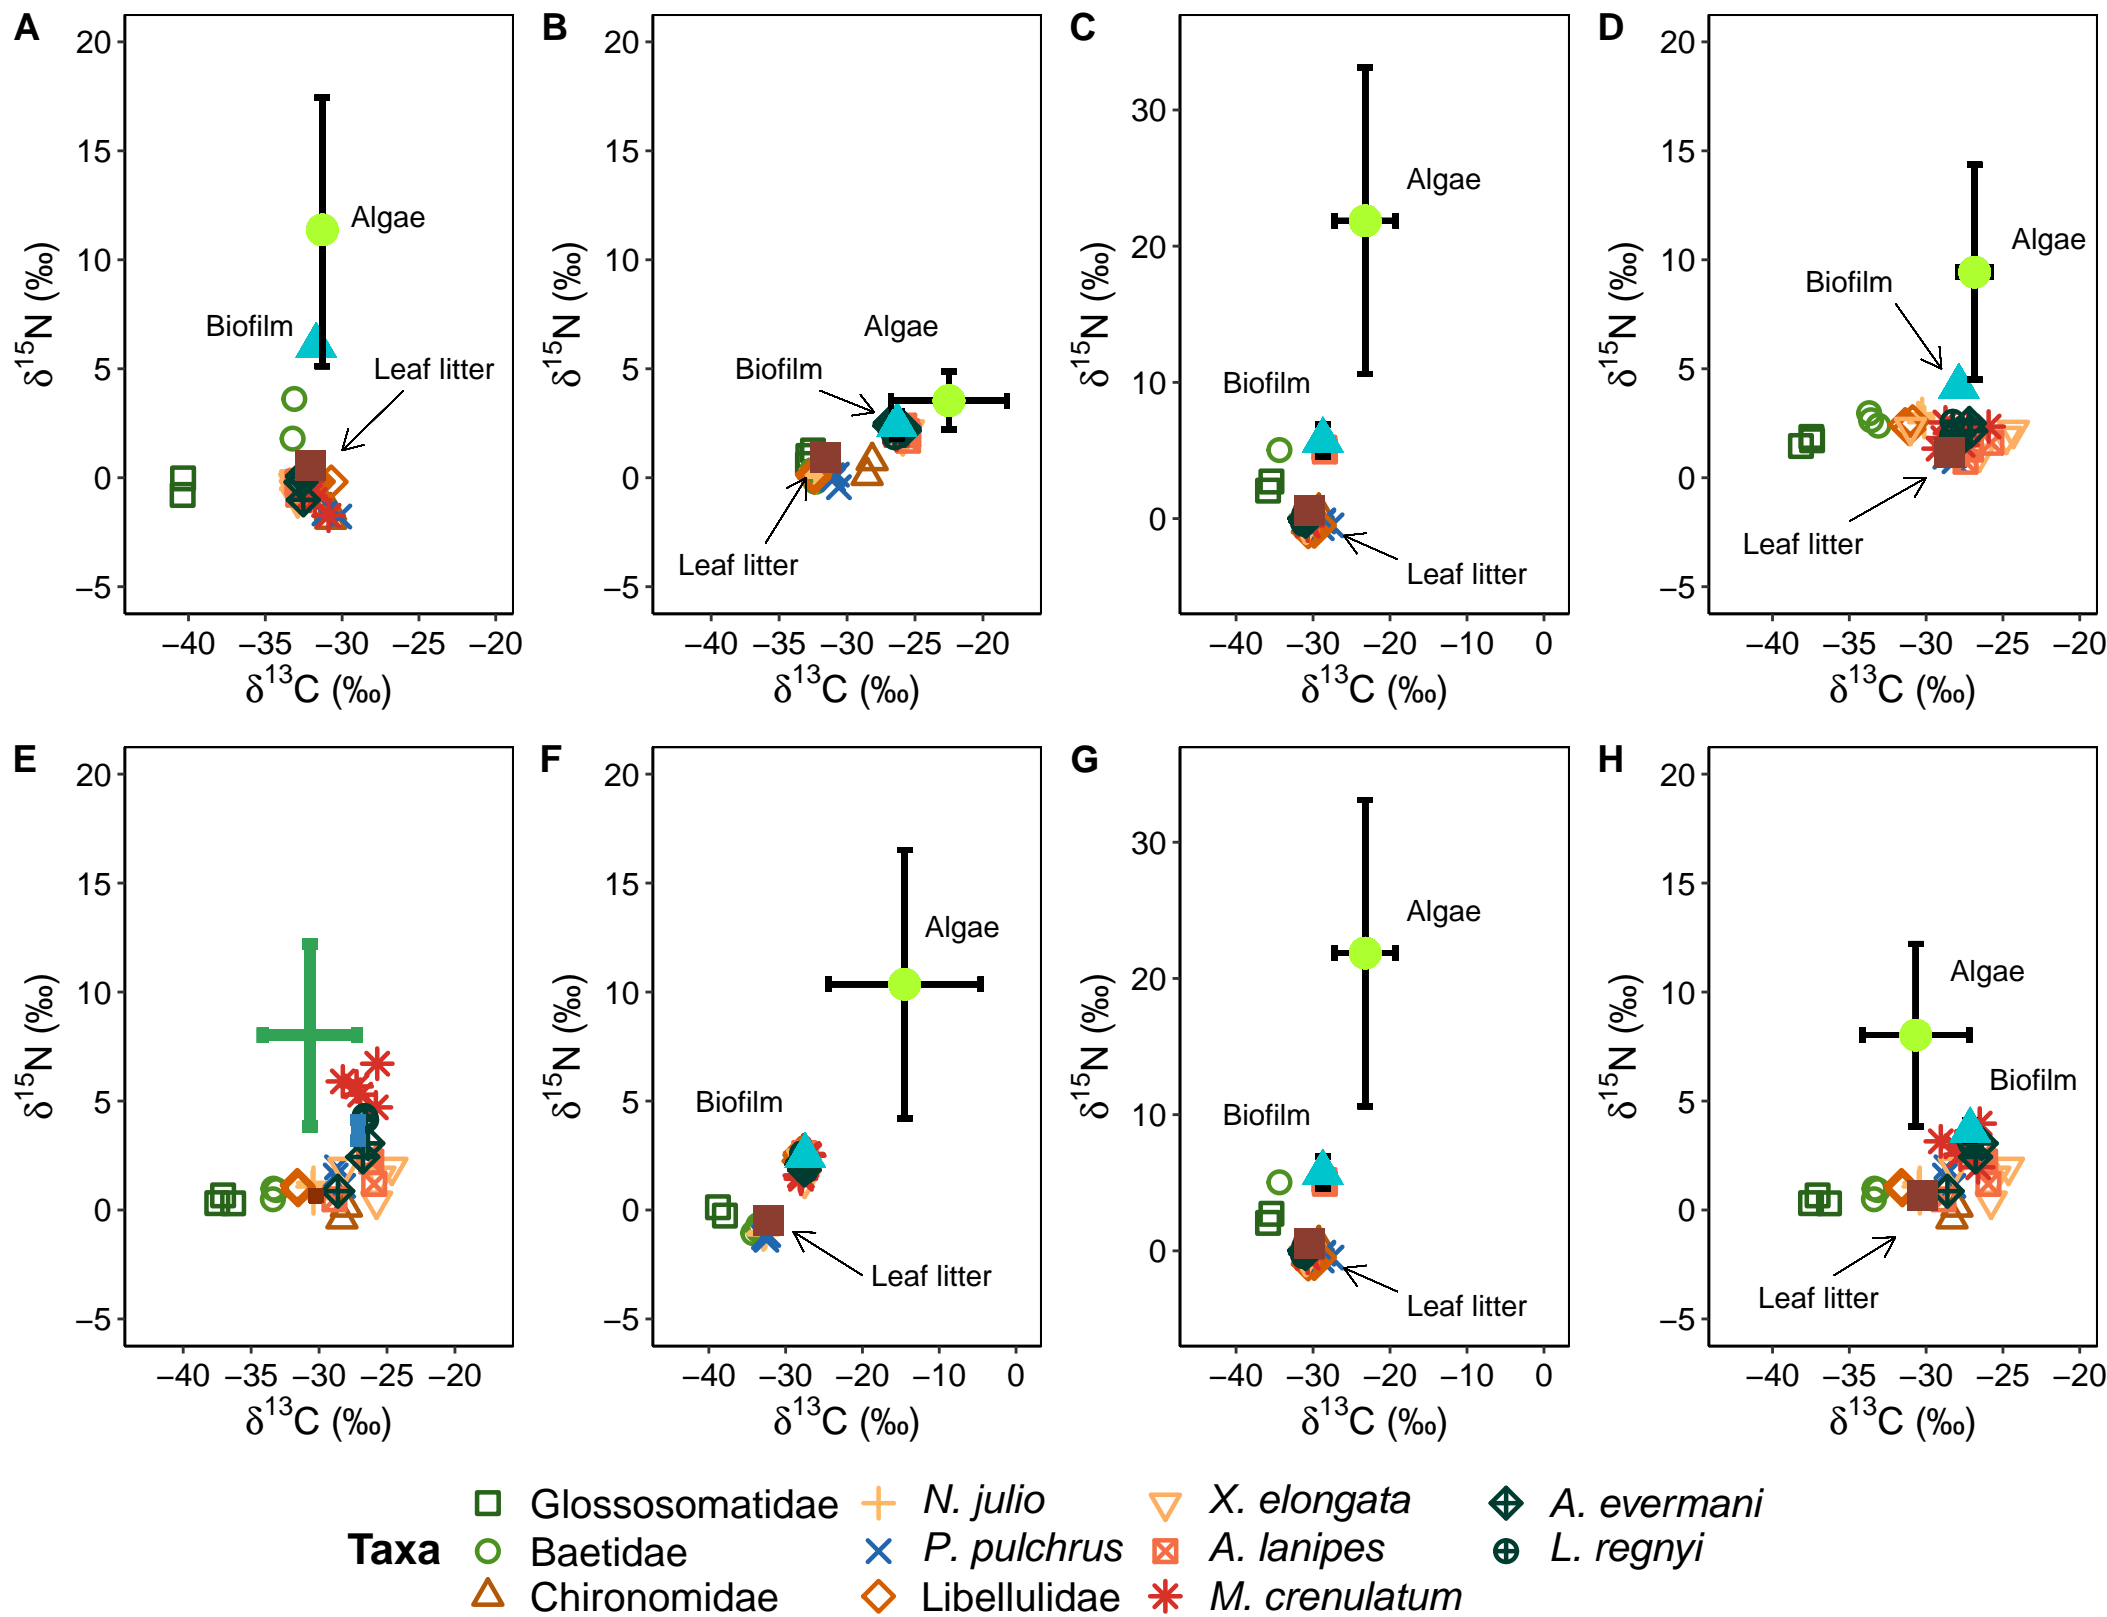 A
20
15
10
5
0
−5
δ15N (‰)
Algae
Biofilm
Leaf litter
−40 −35 −30 −25 −20
δ13C (‰)
B
20
15
10
5
0
−5
δ15N (‰)
Algae
Biofilm
Leaf litter
−40 −35 −30 −25 −20
δ13C (‰)
C
30
20
10
0
δ15N (‰)
Algae
Biofilm
Leaf litter
−40 −30 −20 −10 0
δ13C (‰)
D
20
15
10
5
0
−5
δ15N (‰)
Algae
Biofilm
Leaf litter
−40 −35 −30 −25 −20
δ13C (‰)
E
20
15
10
5
0
−5
δ15N (‰)
−40 −35 −30 −25 −20
δ13C (‰)
F
20
15
10
5
0
−5
δ15N (‰)
Algae
Biofilm
Leaf litter
−40 −30 −20 −10 0
δ13C (‰)
G
30
20
10
0
δ15N (‰)
Algae
Biofilm
Leaf litter
−40 −30 −20 −10 0
δ13C (‰)
H
20
15
10
5
0
−5
δ15N (‰)
Algae
Biofilm
Leaf litter
−40 −35 −30 −25 −20
δ13C (‰)
Taxa
Glossosomatidae
Baetidae
Chironomidae
N. julio
P. pulchrus
Libellulidae
X. elongata
A. lanipes
M. crenulatum
A. evermani
L. regnyi